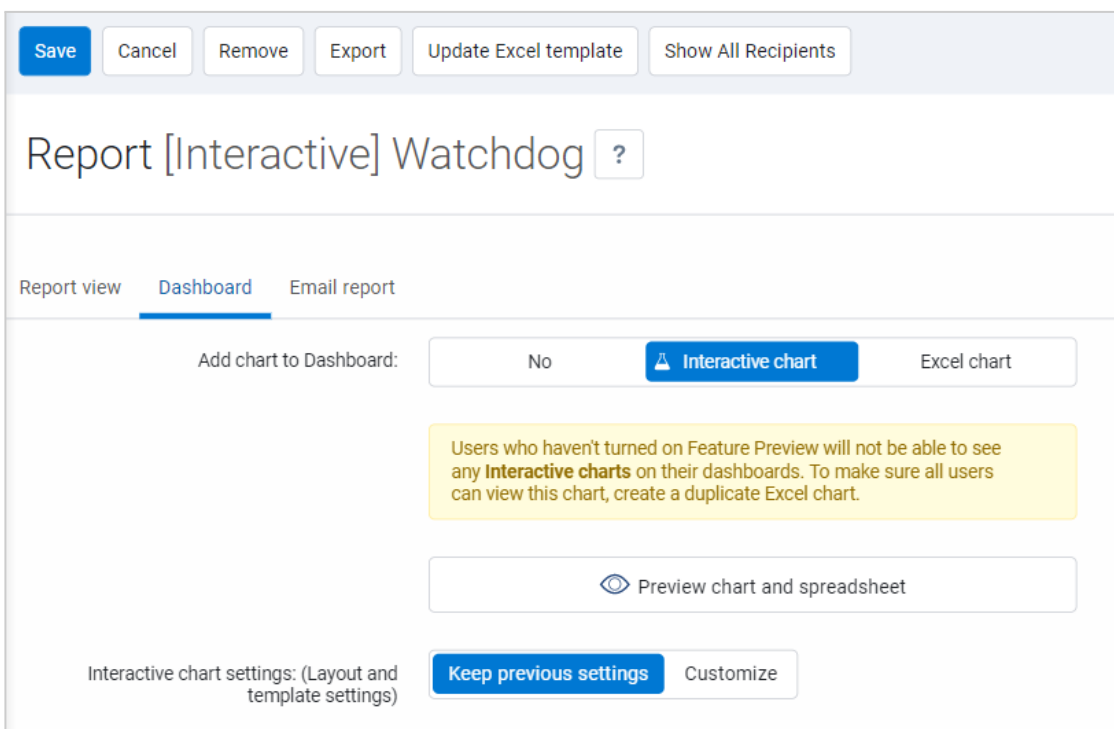 Save Cancel Remove Export Update Excel template Show All Recipients
Report [Interactive] Watchdog ?
Report view Dashboard Email report
Add chart to Dashboard: No Interactive chart Excel chart
Users who haven't turned on Feature Preview will not be able to see
any Interactive charts on their dashboards. To make sure all users
can view this chart, create a duplicate Excel chart.
Preview chart and spreadsheet
Interactive chart settings: (Layout and
template settings)
Keep previous settings Customize